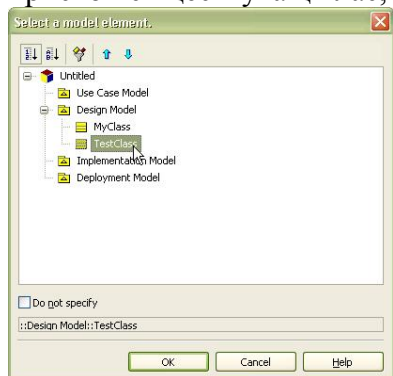 Select a model element.
Untitled
Use Case Model
Design Model
MyClass
TestClass
Implementation Model
Deployment Model
Do not specify
::Design Model::TestClass
OK Cancel Help